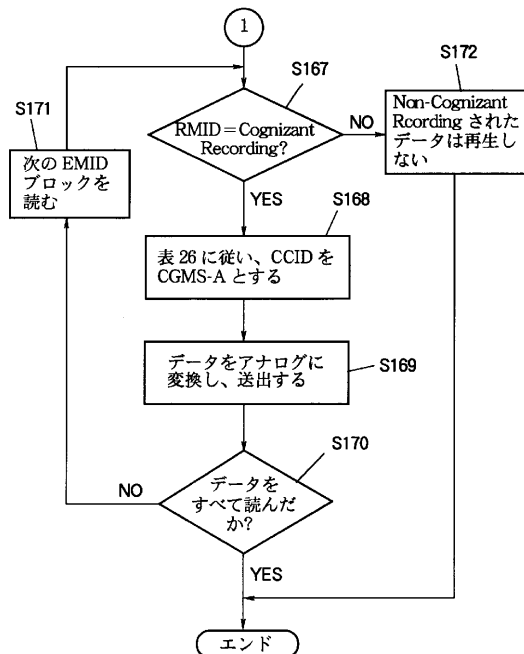 1
S167
RMID=Cognizant
Recording?
NO
YES
S172
Non-Cognizant
Rcording された
データは再生し
ない
S171
次の EMID
ブロックを
読む
S168
表 26 に従い、CCID を
CGMS-A とする
データをアナログに
変換し、送出する
S169
S170
データを
すべて読んだ
か?
NO
YES
エンド